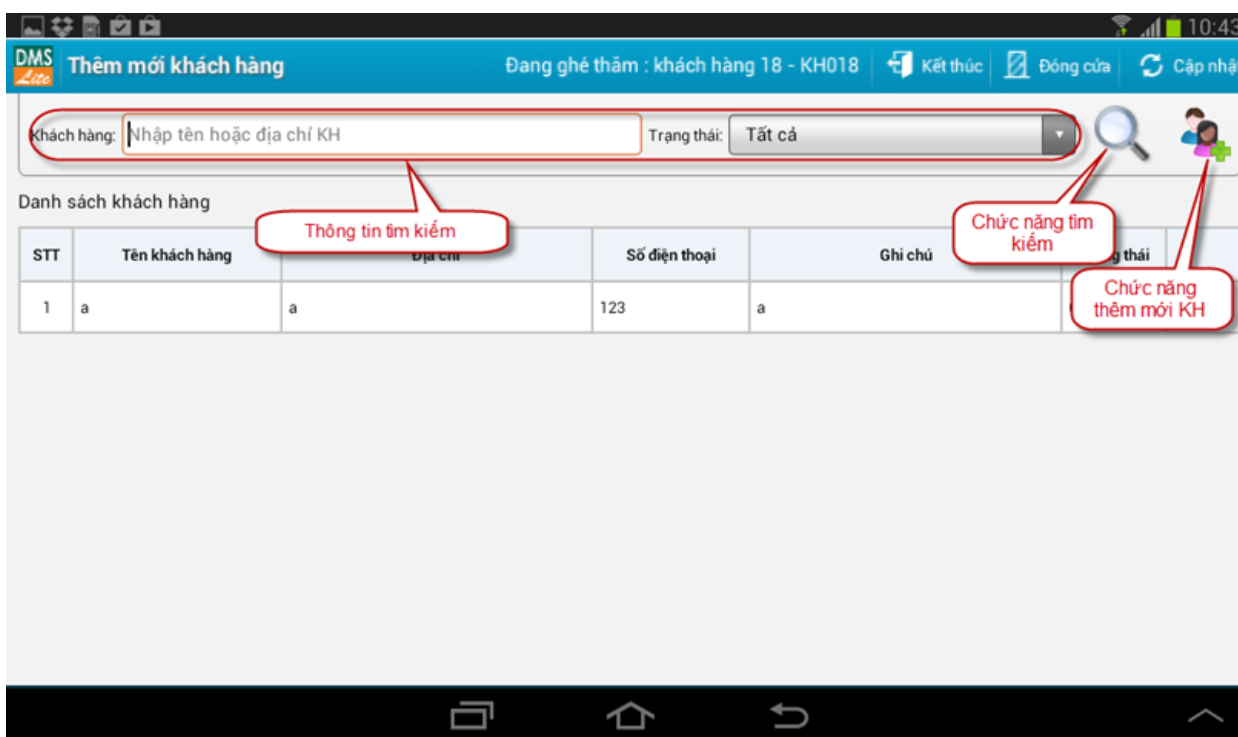 10:43
DMS
Lite
Thêm mới khách hàng
Đang ghé thăm : khách hàng 18 - KH018
Kết thúc
Đóng cửa
Cập nhật
Khách hàng:
Nhập tên hoặc địa chỉ KH
Trạng thái:
Tất cả
Danh sách khách hàng
Thông tin tìm kiếm
Chức năng tìm
kiếm
Chức năng
thêm mới KH
STT
Tên khách hàng
Địa chỉ
Số điện thoại
Ghi chú
thái
1
a
a
123
a